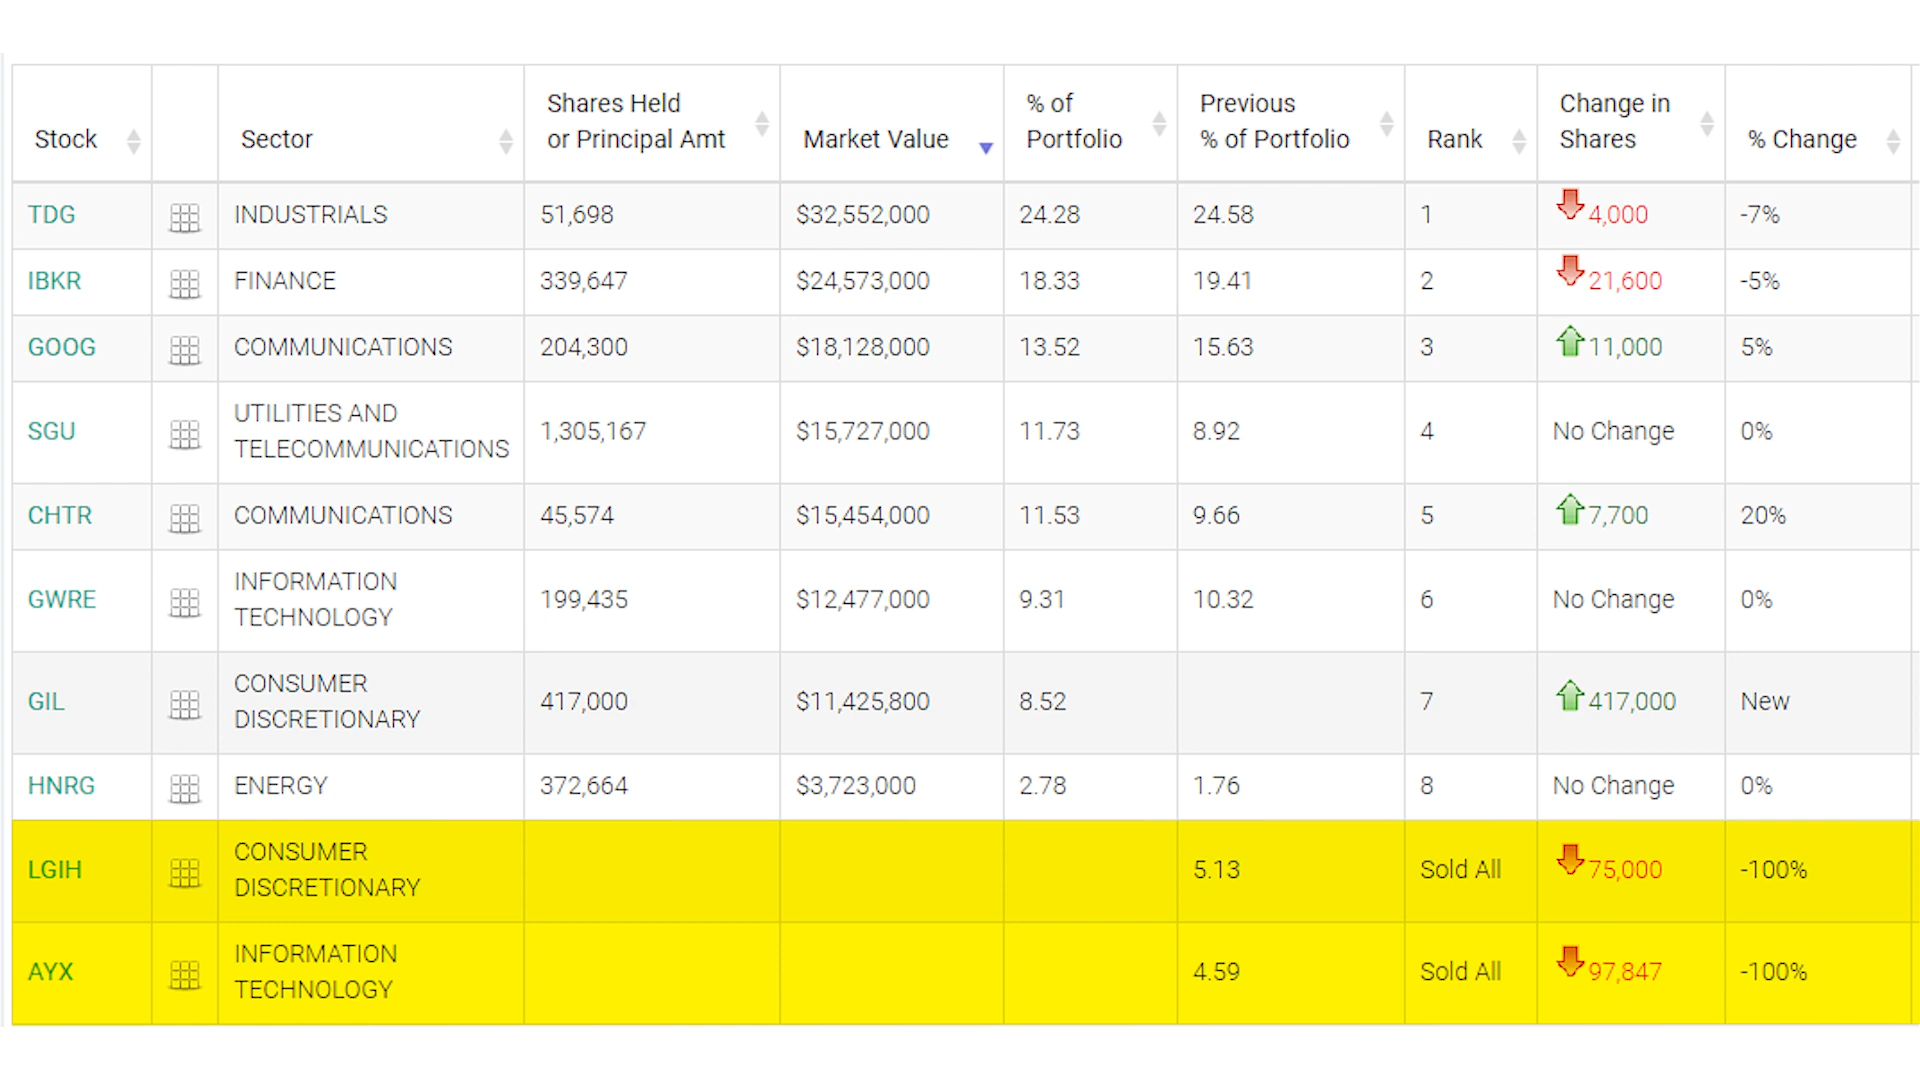 Stock
Sector
Shares Held
or Principal Amt
Market Value
% of
Portfolio
Previous
% of Portfolio
Rank
Change in
Shares
% Change
TDG INDUSTRIALS 51,698 $32,552,000 24.28 24.58 1 4,000 -7%
IBKR FINANCE 339,647 $24,573,000 18.33 19.41 2 21,600 -5%
GOOG COMMUNICATIONS 204,300 $18,128,000 13.52 15.63 3 11,000 5%
SGU UTILITIES AND
TELECOMMUNICATIONS 1,305,167 $15,727,000 11.73 8.92 4 No Change 0%
CHTR COMMUNICATIONS 45,574 $15,454,000 11.53 9.66 5 7,700 20%
GWRE INFORMATION
TECHNOLOGY 199,435 $12,477,000 9.31 10.32 6 No Change 0%
GIL CONSUMER
DISCRETIONARY 417,000 $11,425,800 8.52 7 417,000 New
HNRG ENERGY 372,664 $3,723,000 2.78 1.76 8 No Change 0%
LGIH CONSUMER
DISCRETIONARY 5.13 Sold All 75,000 -100%
AYX INFORMATION
TECHNOLOGY 4.59 Sold All 97,847 -100%